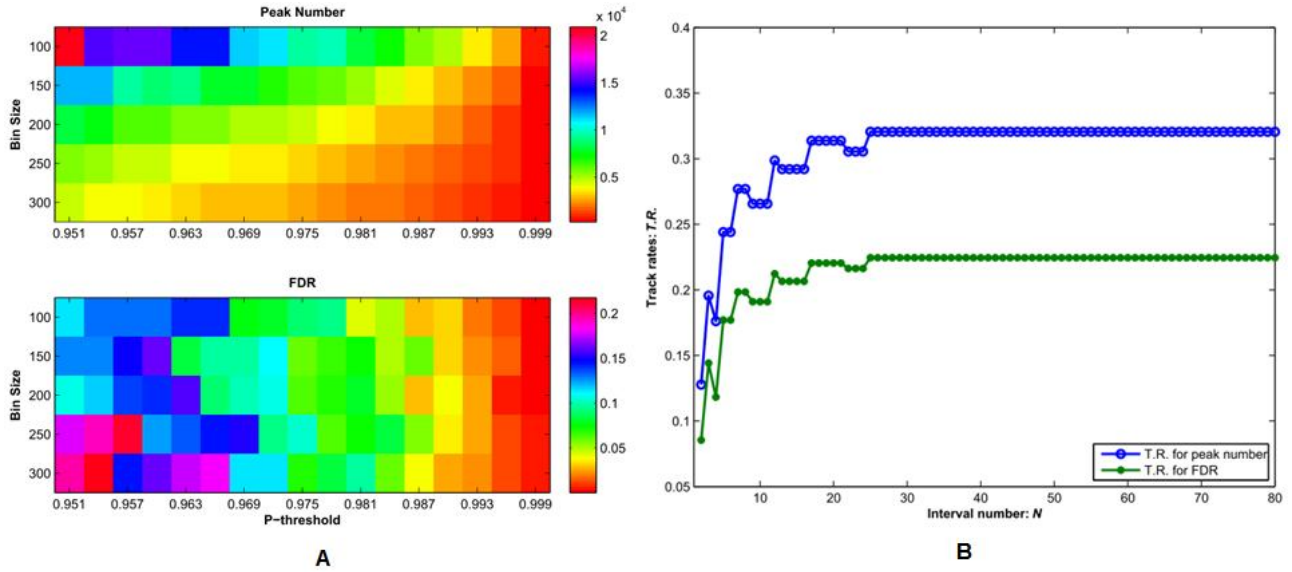 Peak Number
x 10^4
Bin Size
100
150
200
250
300
0.951 0.957 0.963 0.969 0.975 0.981 0.987 0.993 0.999
2
1.5
1
0.5
FDR
Bin Size
100
150
200
250
300
0.951 0.957 0.963 0.969 0.975 0.981 0.987 0.993 0.999
P-threshold
0.2
0.15
0.1
0.05
A
Track rates: T.R.
0.4
0.35
0.3
0.25
0.2
0.15
0.1
0.05
10 20 30 40 50 60 70 80
Interval number: N
T.R. for peak number
T.R. for FDR
B